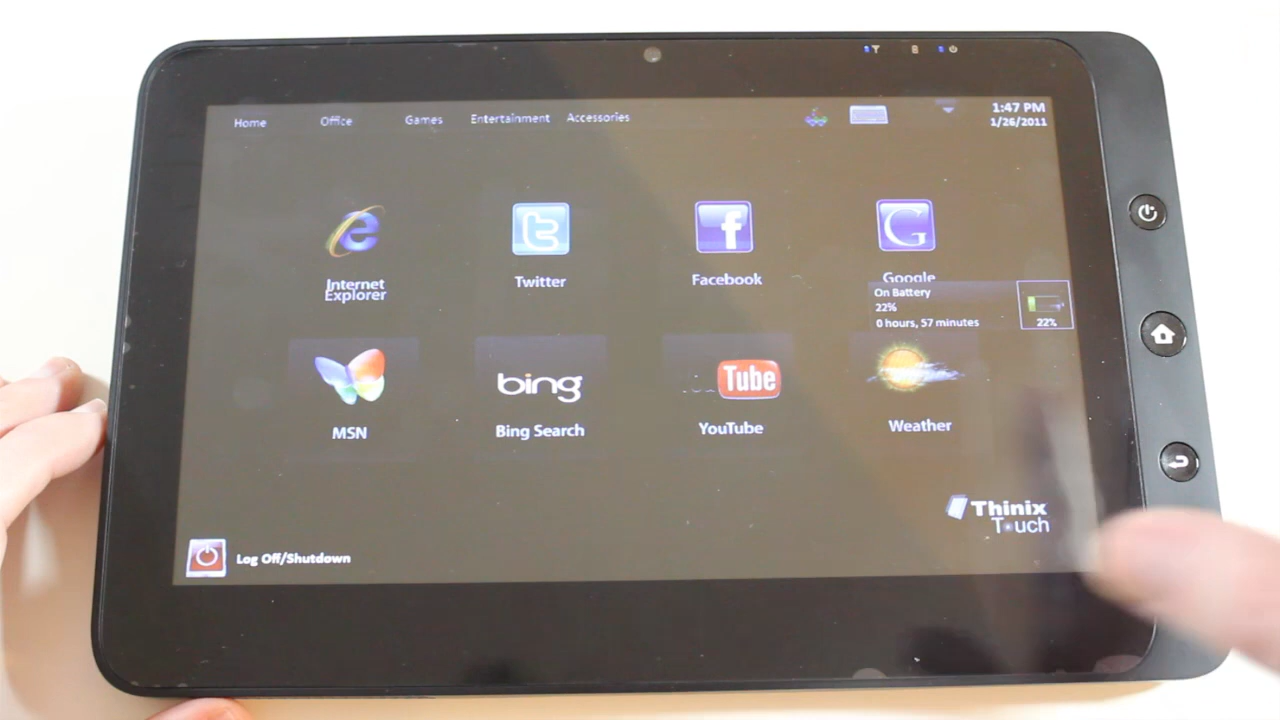 Home Office Games Entertainment Accessories
1:47 PM
1/26/2011
Internet
Explorer
Twitter
Facebook
Google
On Battery
22%
0 hours, 57 minutes
22%
MSN
bing
Bing Search
Tube
YouTube
Weather
Thinix
Touch
Log Off/Shutdown